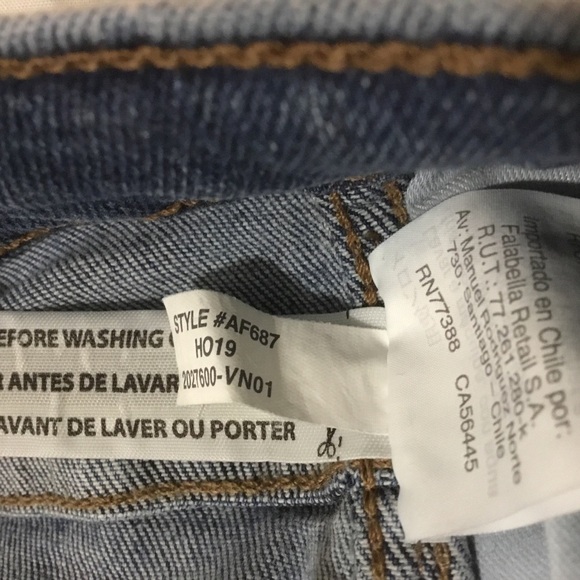 EFORE WASHING
R ANTES DE LAVAR
AVANT DE LAVER OU PORTER
STYLE #AF687
HO19
2027600-VN01
Importado en Chile por:
Falabella Retail S.A.
R.U.T.: 77.261.280-K
Av. Manuel Rodriguez Norte
730 - Santiago - Chile
RN77388 CA56445